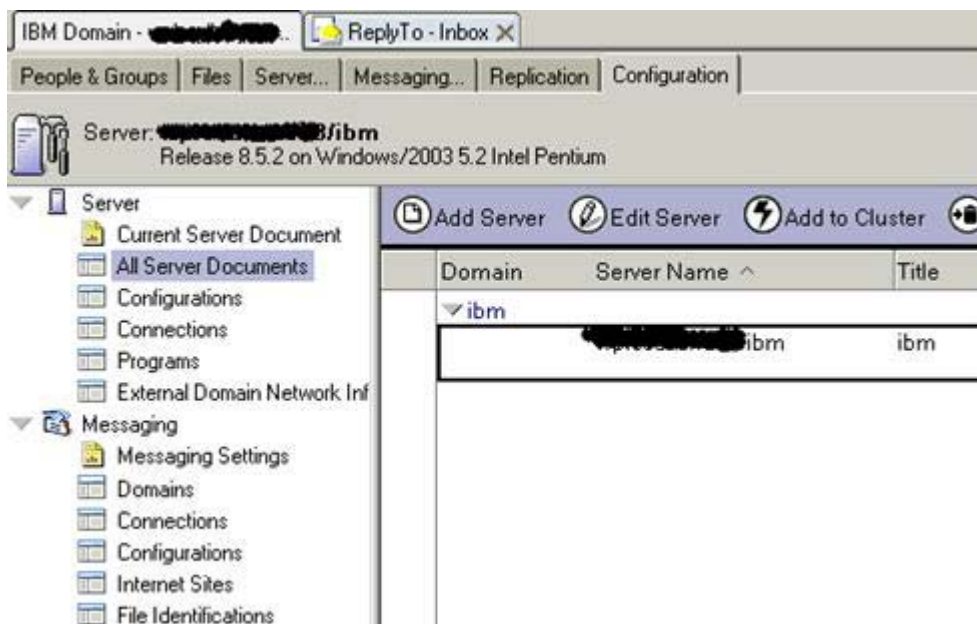 IBM Domain - ..
ReplyTo - Inbox
People & Groups Files Server... Messaging... Replication Configuration
Server: /ibm
Release 8.5.2 on Windows/2003 5.2 Intel Pentium
Server
Current Server Document
All Server Documents
Configurations
Connections
Programs
External Domain Network Inf
Messaging
Messaging Settings
Domains
Connections
Configurations
Internet Sites
File Identifications
Add Server Edit Server Add to Cluster
Domain Server Name Title
ibm
ibm ibm